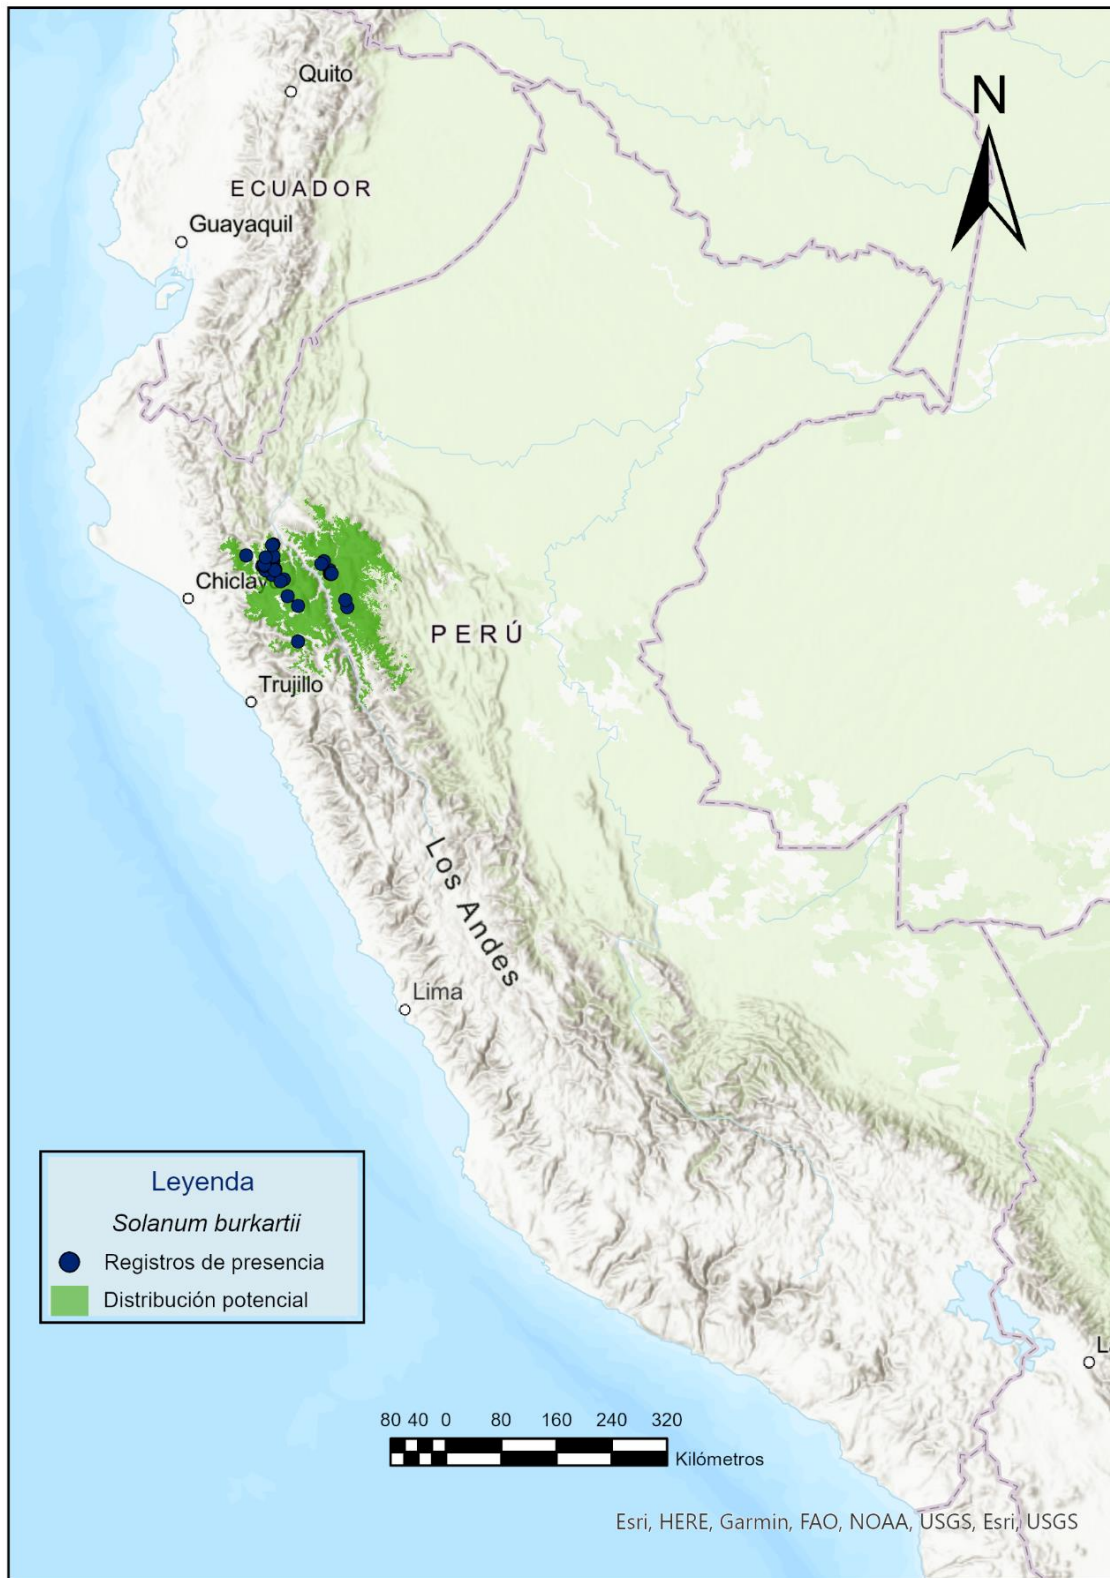 Quito
N
ECUADOR
Guayaquil
Chiclay
PERÚ
Trujillo
Los Andes
Lima
Leyenda
Solanum burkartii
Registros de presencia
Distribución potencial
La
80 40 0 80 160 240 320
Kilómetros
Esri, HERE, Garmin, FAO, NOAA, USGS, Esri, USGS